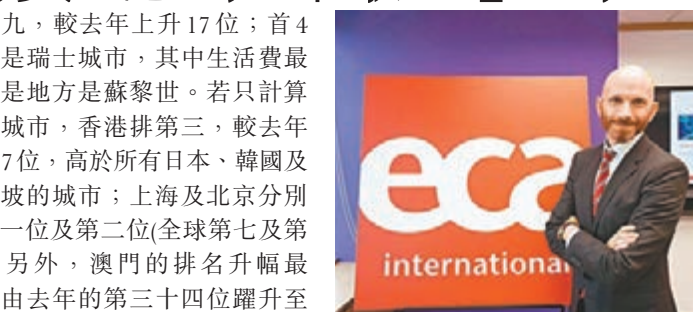 九，較去年上升17位；首4
是瑞士城市，其中生活費最
是地方是蘇黎世。若只計算
城市，香港排第三，較去年
7位，高於所有日本、韓國及
坡的城市；上海及北京分別
一位及第二位(全球第七及第
另外，澳門的排名升幅最
由去年的第三十四位躍升至
eca
international